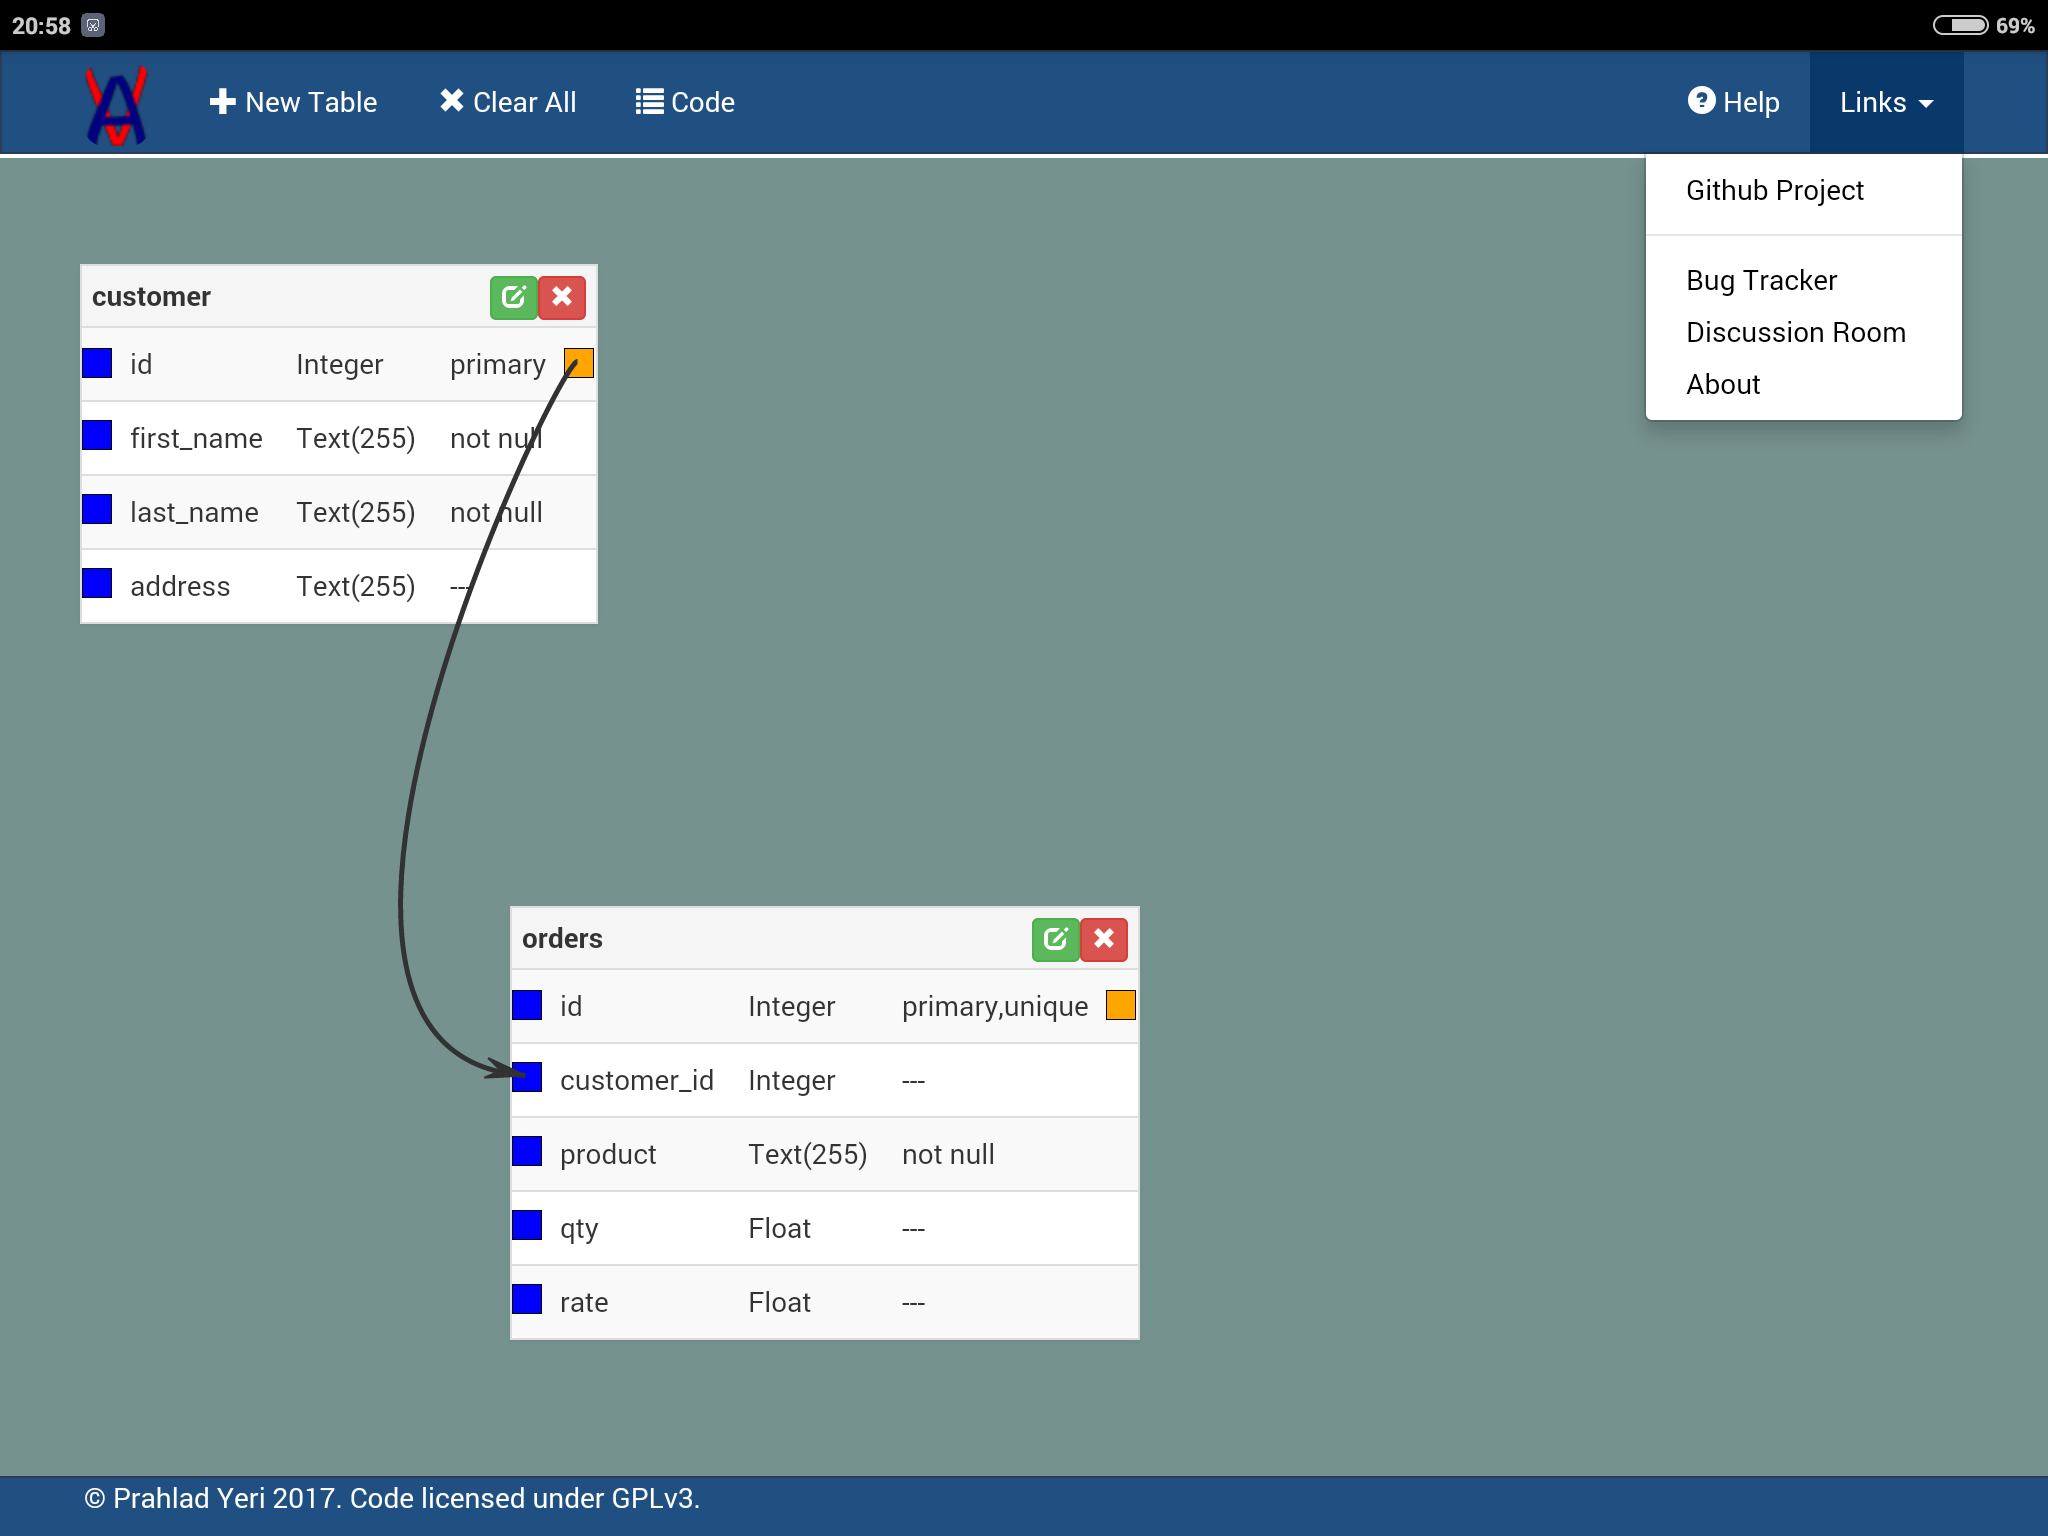 20:58 69%
New Table Clear All Code Help Links
Github Project
Bug Tracker
Discussion Room
About
customer
id Integer primary
first_name Text(255) not null
last_name Text(255) not null
address Text(255) ---
orders
id Integer primary,unique
customer_id Integer ---
product Text(255) not null
qty Float ---
rate Float ---
© Prahlad Yeri 2017. Code licensed under GPLv3.